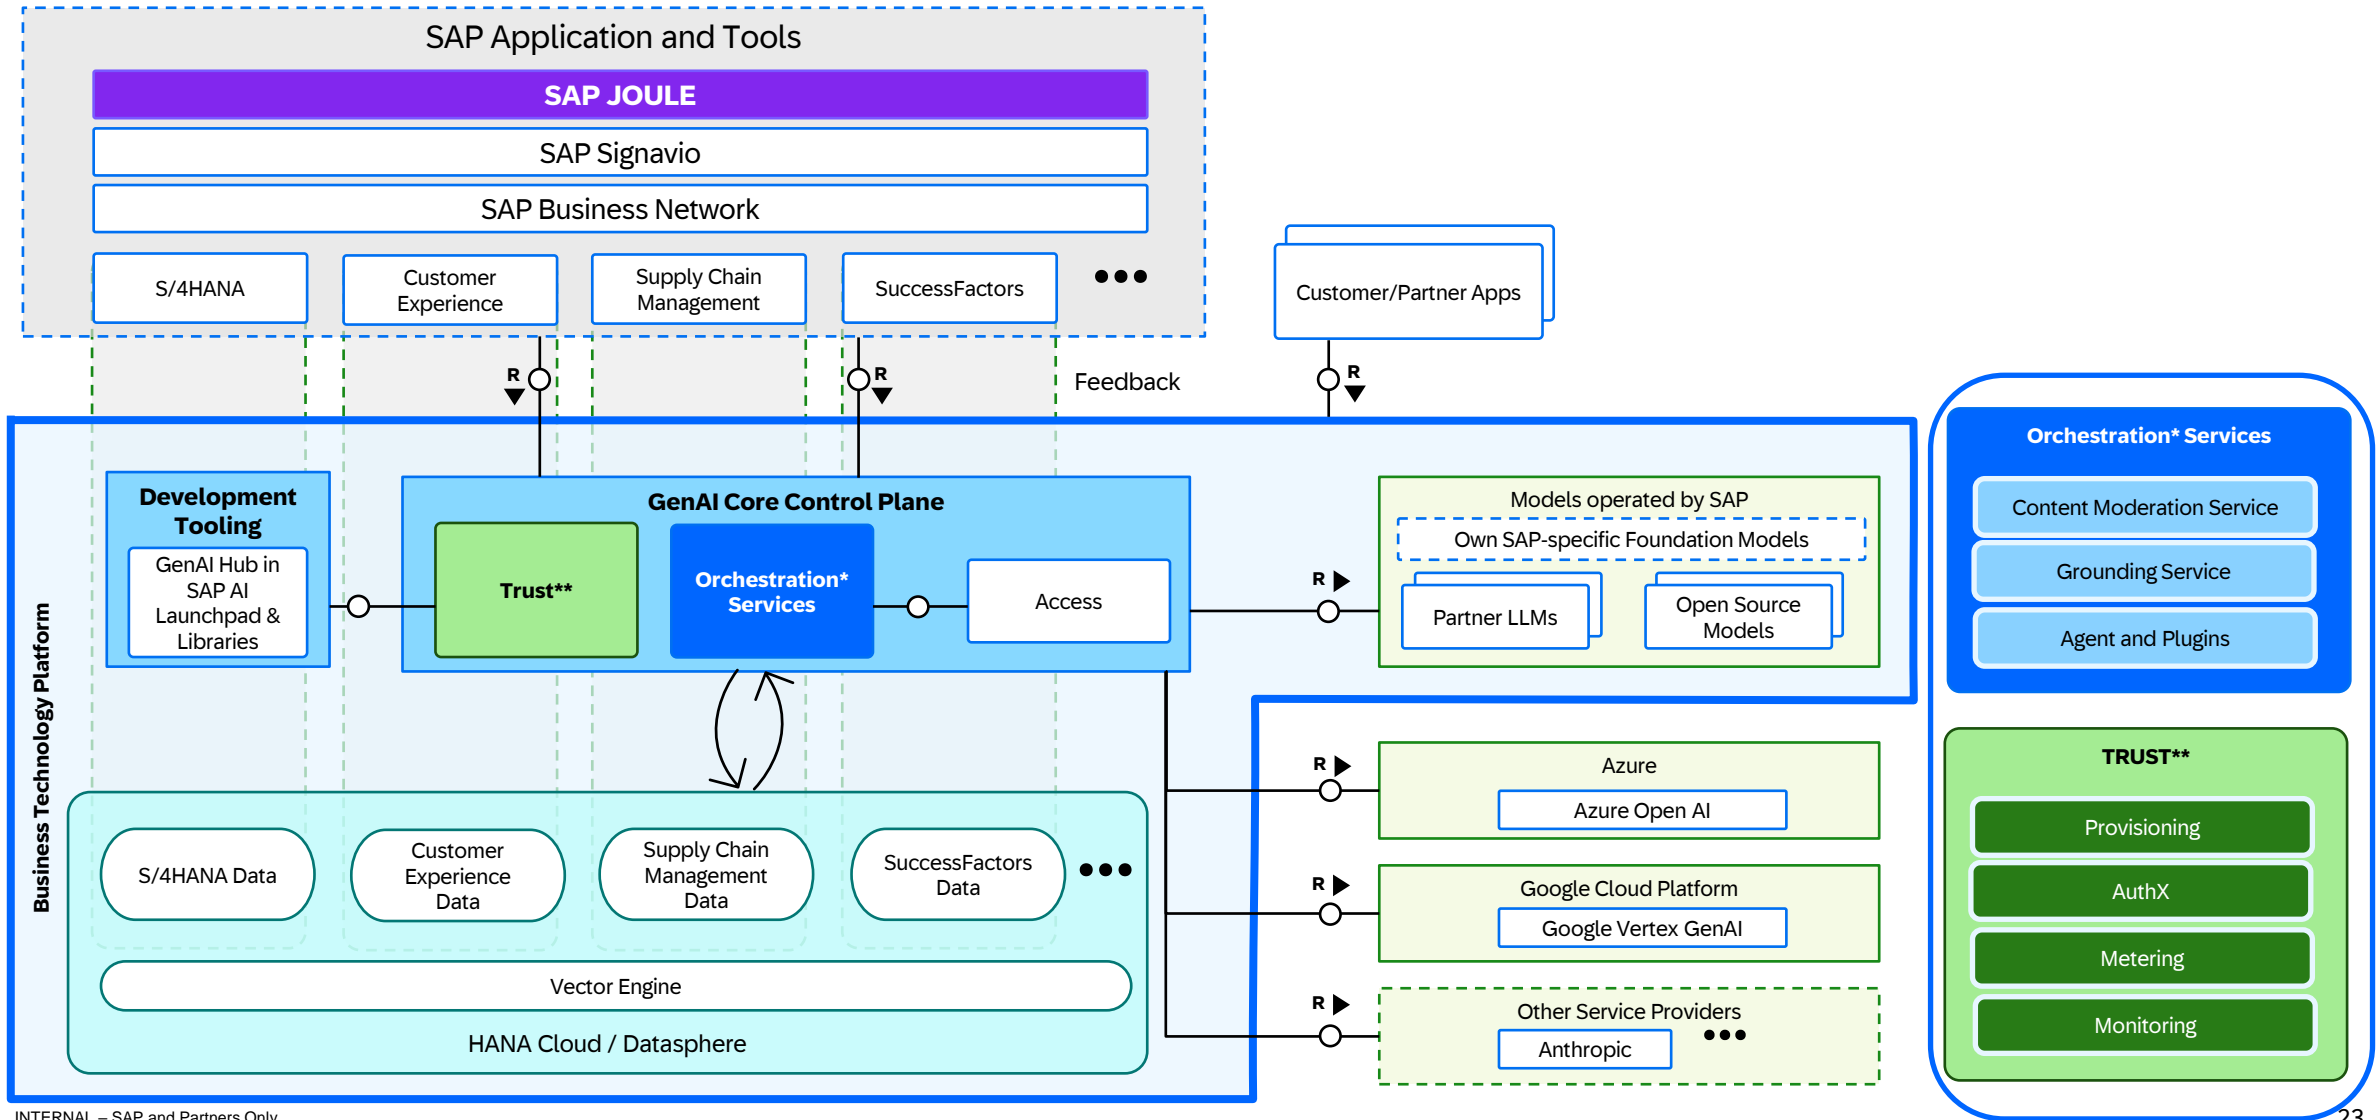 SAP Application and Tools
SAP JOULE
SAP Signavio
SAP Business Network
S/4HANA
Customer
Experience
Supply Chain
Management
SuccessFactors
Customer/Partner Apps
R
R
Feedback
R
Business Technology Platform
Development
Tooling
GenAI Hub in
SAP AI
Launchpad &
Libraries
GenAI Core Control Plane
Trust**
Orchestration*
Services
Access
R
Models operated by SAP
Own SAP-specific Foundation Models
Partner LLMs
Open Source
Models
R
Azure
Azure Open AI
R
Google Cloud Platform
Google Vertex GenAI
R
Other Service Providers
Anthropic
S/4HANA Data
Customer
Experience
Data
Supply Chain
Management
Data
SuccessFactors
Data
Vector Engine
HANA Cloud / Datasphere
Orchestration* Services
Content Moderation Service
Grounding Service
Agent and Plugins
TRUST**
Provisioning
AuthX
Metering
Monitoring
INTERNAL – SAP and Partners Only
23